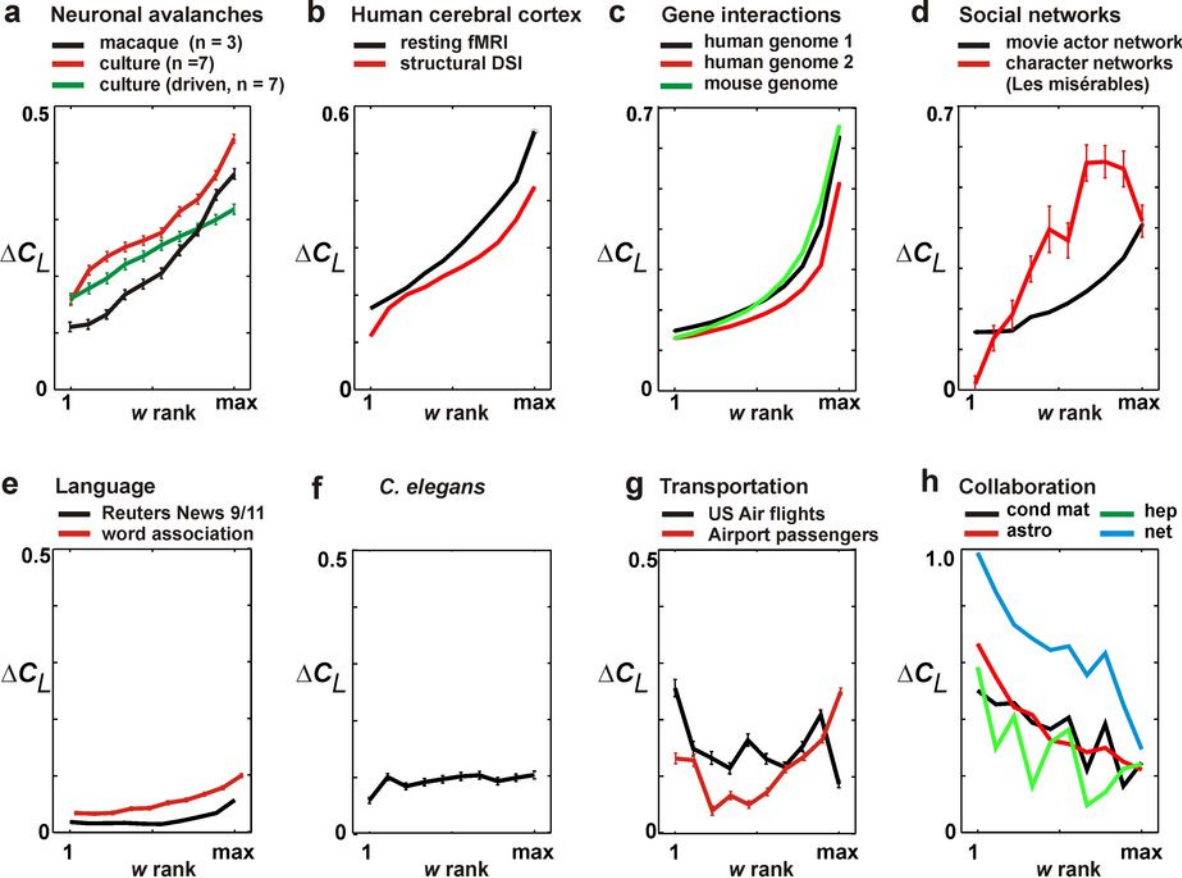 a Neuronal avalanches
macaque (n = 3)
culture (n =7)
culture (driven, n = 7)
0.5
ΔC_L
0
1
max
w rank
b Human cerebral cortex
resting fMRI
structural DSI
0.6
ΔC_L
0
1
max
w rank
c Gene interactions
human genome 1
human genome 2
mouse genome
0.7
ΔC_L
0
1
max
w rank
d Social networks
movie actor network
character networks
(Les misérables)
0.7
ΔC_L
0
1
max
w rank
e Language
Reuters News 9/11
word association
0.5
ΔC_L
0
1
max
w rank
f C. elegans
0.5
ΔC_L
0
1
max
w rank
g Transportation
US Air flights
Airport passengers
0.5
ΔC_L
0
1
max
w rank
h Collaboration
cond mat hep
astro net
1.0
ΔC_L
0
1
max
w rank